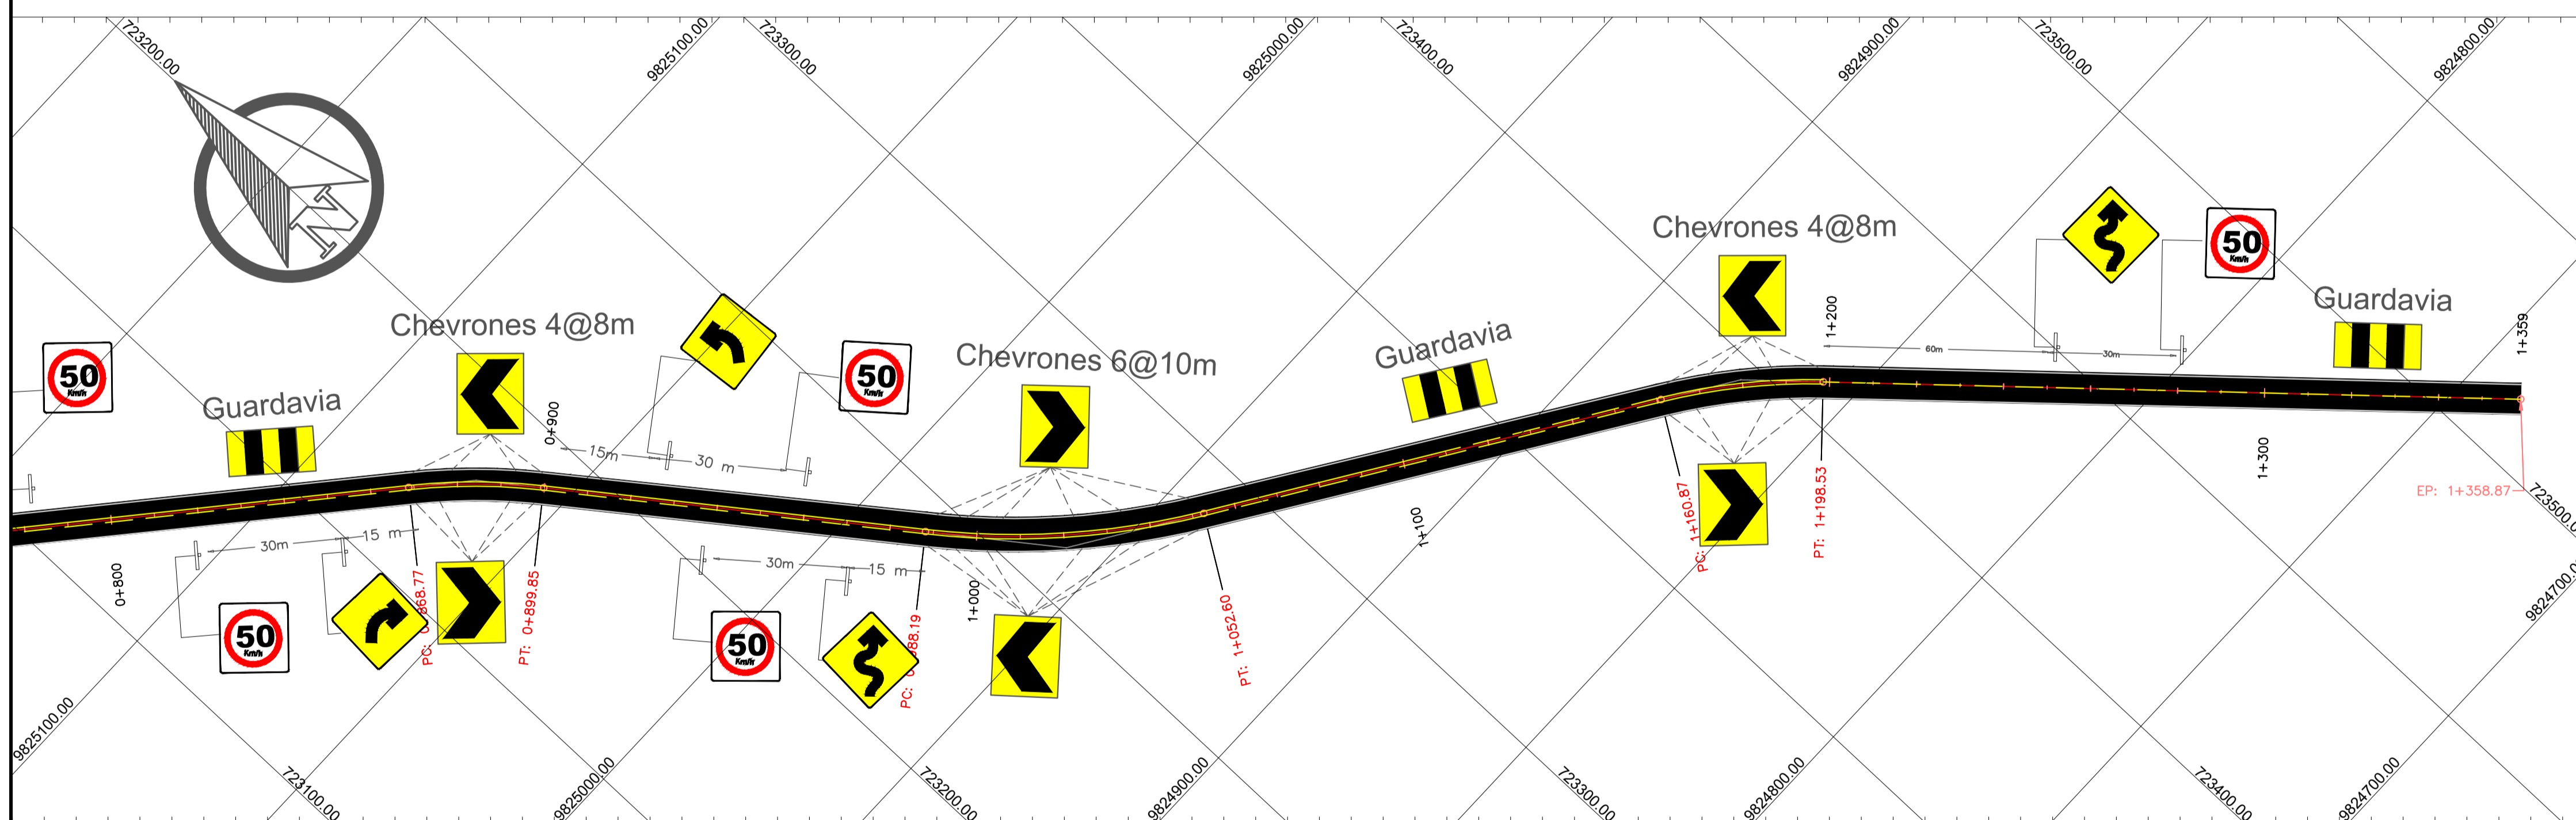 723200.00
9825100.00
723300.00
9825000.00
723400.00
9824900.00
723500.00
9824800.00
N
Chevrones 4@8m
50
Km/h
Chevrones 4@8m
1+200
60m
30m
Guardavia
1+359
50
Km/h
Guardavia
Chevrones 4@8m
0+900
15m
30 m
50
Km/h
Chevrones 6@10m
Guardavia
1+100
1+300
EP: 1+358.87
723500.0
9824700.0
0+800
30m
15 m
50
Km/h
PT: 0+899.85
30m
15 m
50
Km/h
1+000
PT: 1+052.60
PC: 1+160.87
PT: 1+198.53
9825100.00
723100.00
9825000.00
723200.00
9824900.00
723300.00
9824800.00
723400.00
9824700.00